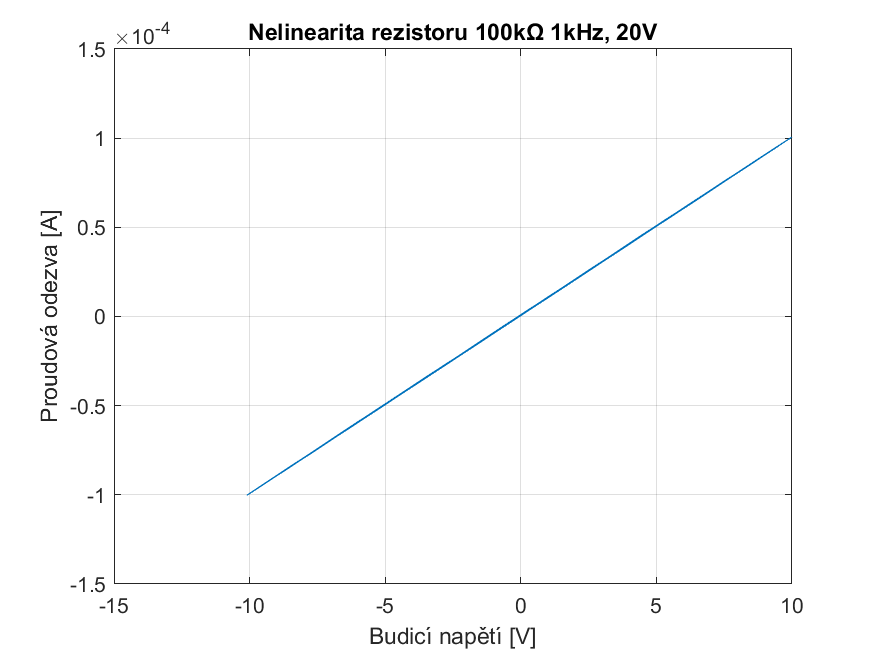 Nelinearita rezistoru 100kΩ 1kHz, 20V
×10-4
1.5
1
0.5
0
-0.5
-1
-1.5
Proudová odezva [A]
-15 -10 -5 0 5 10
Budicí napětí [V]